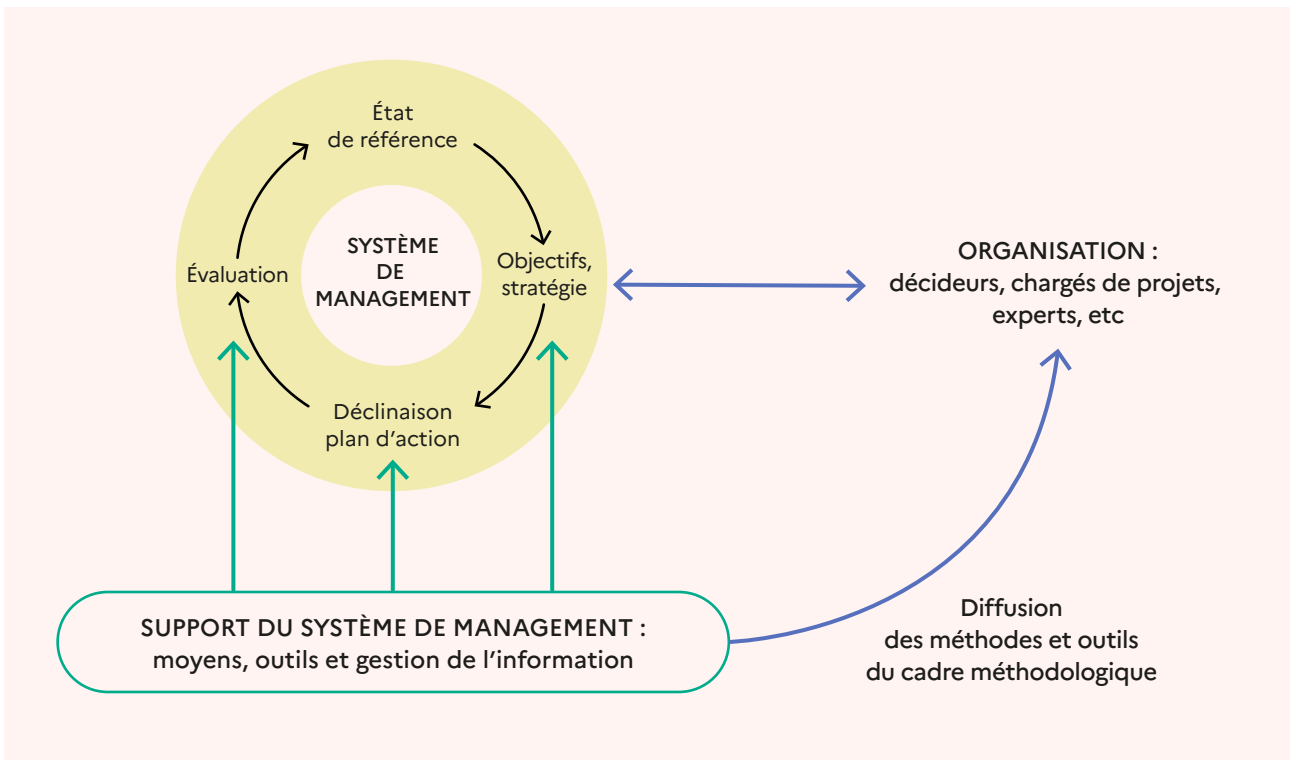 État
de référence
Objectifs,
stratégie
Déclinaison
plan d’action
Évaluation
SYSTÈME
DE
MANAGEMENT
ORGANISATION :
décideurs, chargés de projets,
experts, etc
SUPPORT DU SYSTÈME DE MANAGEMENT :
moyens, outils et gestion de l’information
Diffusion
des méthodes et outils
du cadre méthodologique